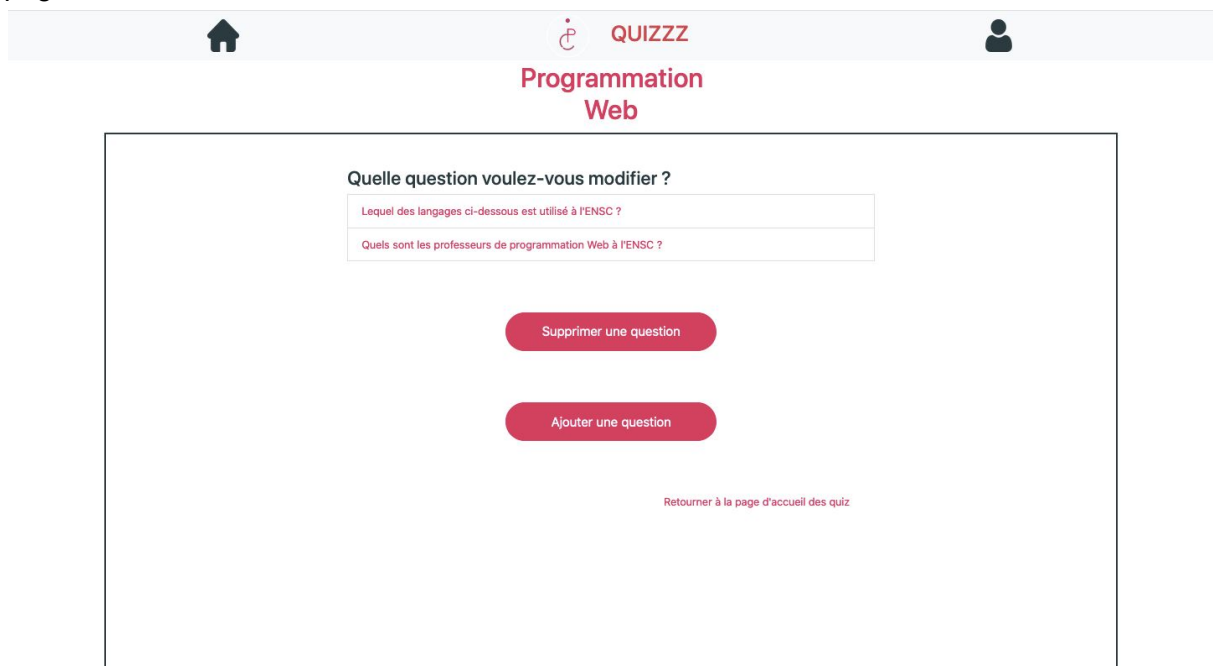 QUIZZZ
Programmation
Web
Quelle question voulez-vous modifier ?
Lequel des langages ci-dessous est utilisé à l'ENSC ?
Quels sont les professeurs de programmation Web à l'ENSC ?
Supprimer une question
Ajouter une question
Retourner à la page d'accueil des quiz